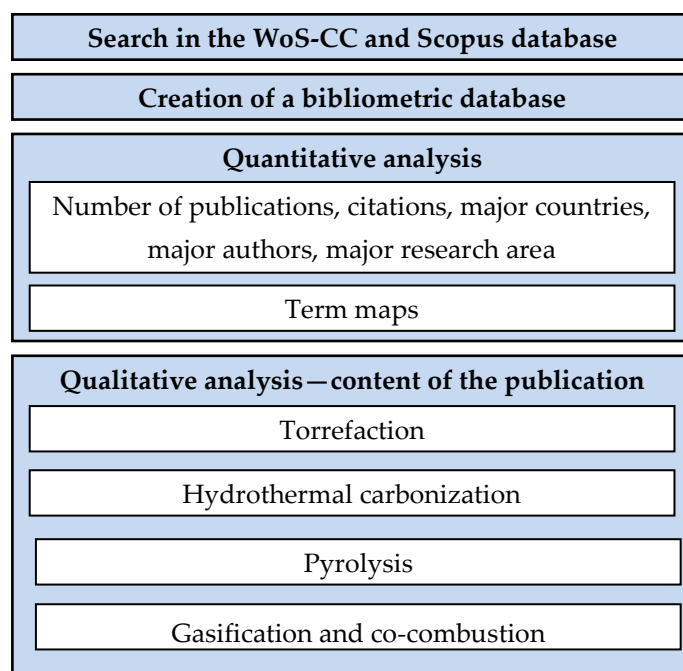 Search in the WoS-CC and Scopus database
Creation of a bibliometric database
Quantitative analysis
Number of publications, citations, major countries,
major authors, major research area
Term maps
Qualitative analysis—content of the publication
Torrefaction
Hydrothermal carbonization
Pyrolysis
Gasification and co-combustion